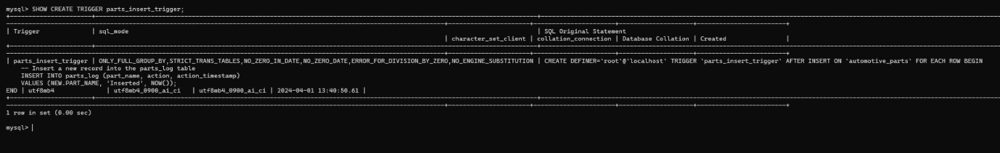 mysql> SHOW CREATE TRIGGER parts_insert_trigger;
| Trigger | sql_mode | SQL Original Statement
| character_set_client | collation_connection | Database Collation | Created |
| parts_insert_trigger | ONLY_FULL_GROUP_BY,STRICT_TRANS_TABLES,NO_ZERO_IN_DATE,NO_ZERO_DATE,ERROR_FOR_DIVISION_BY_ZERO,NO_ENGINE_SUBSTITUTION | CREATE DEFINER=`root`@`localhost` TRIGGER `parts_insert_trigger` AFTER INSERT ON `automotive_parts` FOR EACH ROW BEGIN
-- Insert a new record into the parts_log table
INSERT INTO parts_log (part_name, action, action_timestamp)
VALUES (NEW.PART_NAME, 'Inserted', NOW());
END | utf8mb4 | utf8mb4_0900_ai_ci | utf8mb4_0900_ai_ci | 2024-04-01 13:40:50.61 |
1 row in set (0.00 sec)
mysql>